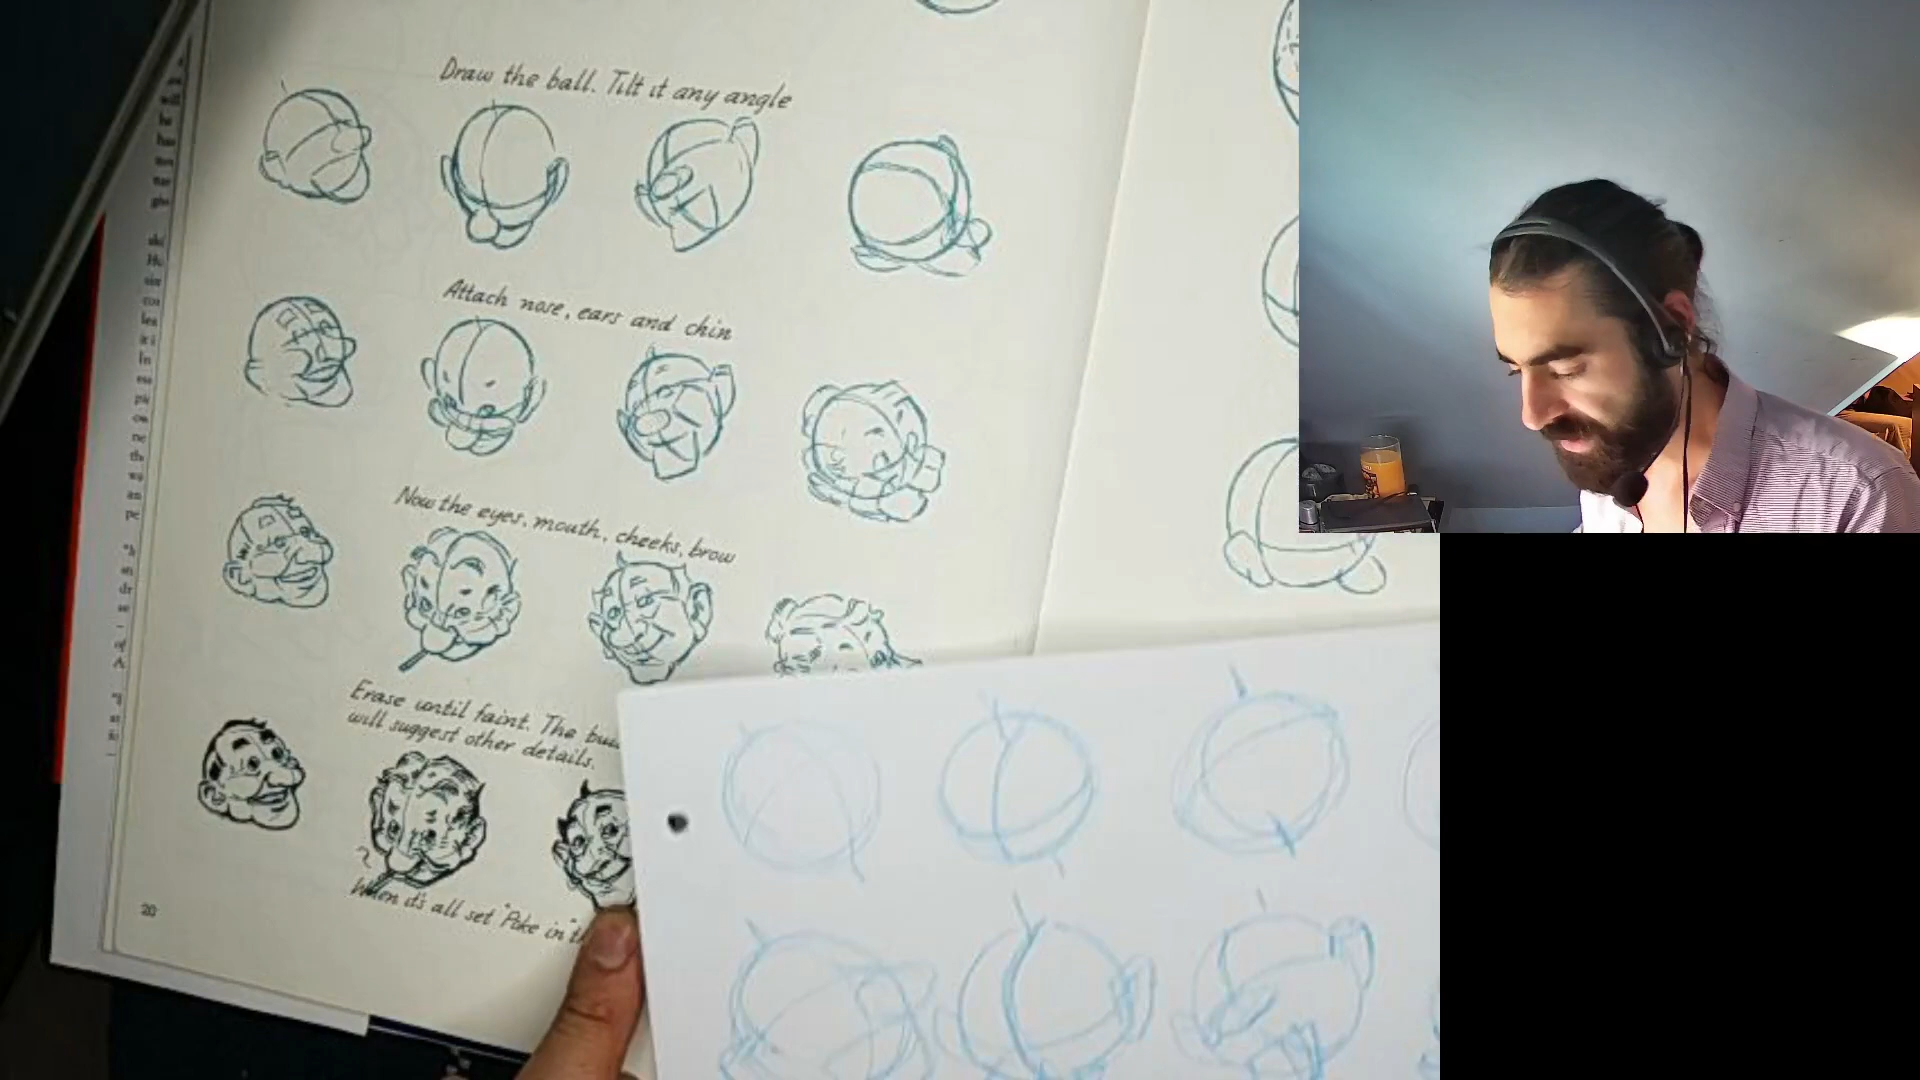 Draw the ball. Tilt it any angle
Attach nose, ears and chin
Now the eyes, mouth, cheeks, brow
Erase until faint. The
will suggest other details.
When it's all set "Poke in"
20